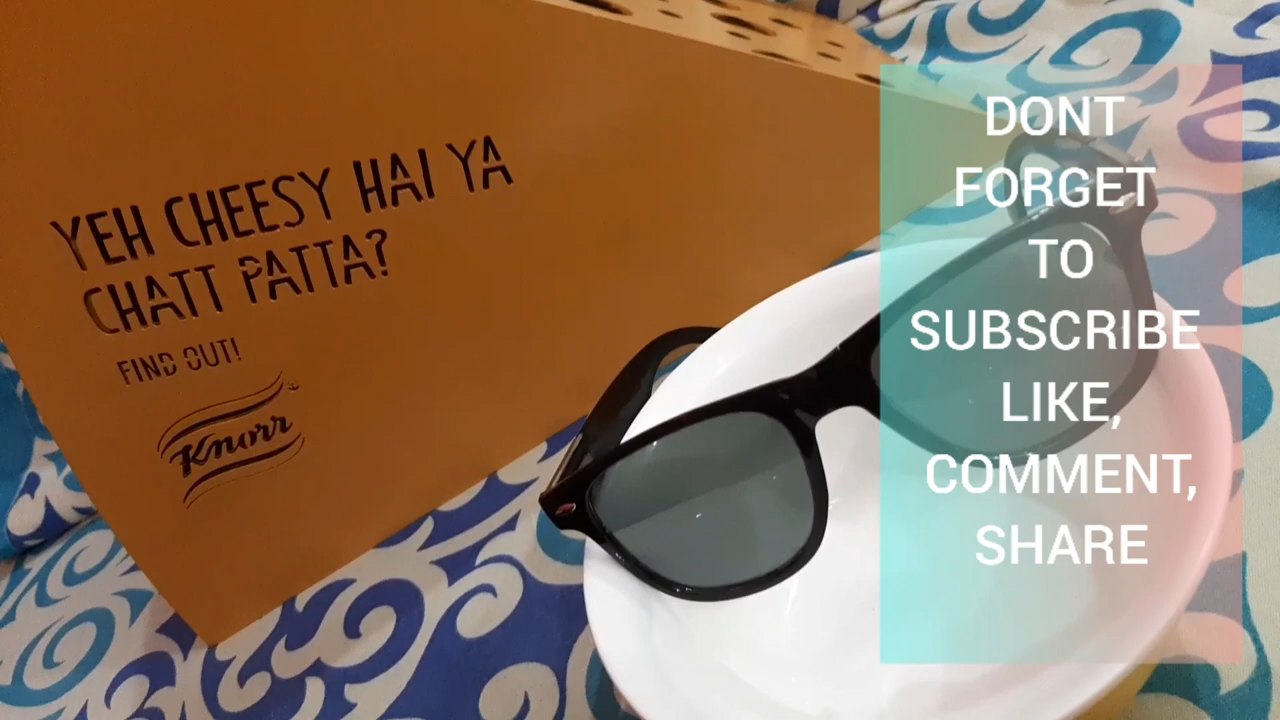 YEH CHEESY HAI YA
CHATT PATTA?
FIND OUT!
Knorr
DONT
FORGET
TO
SUBSCRIBE
LIKE,
COMMENT,
SHARE